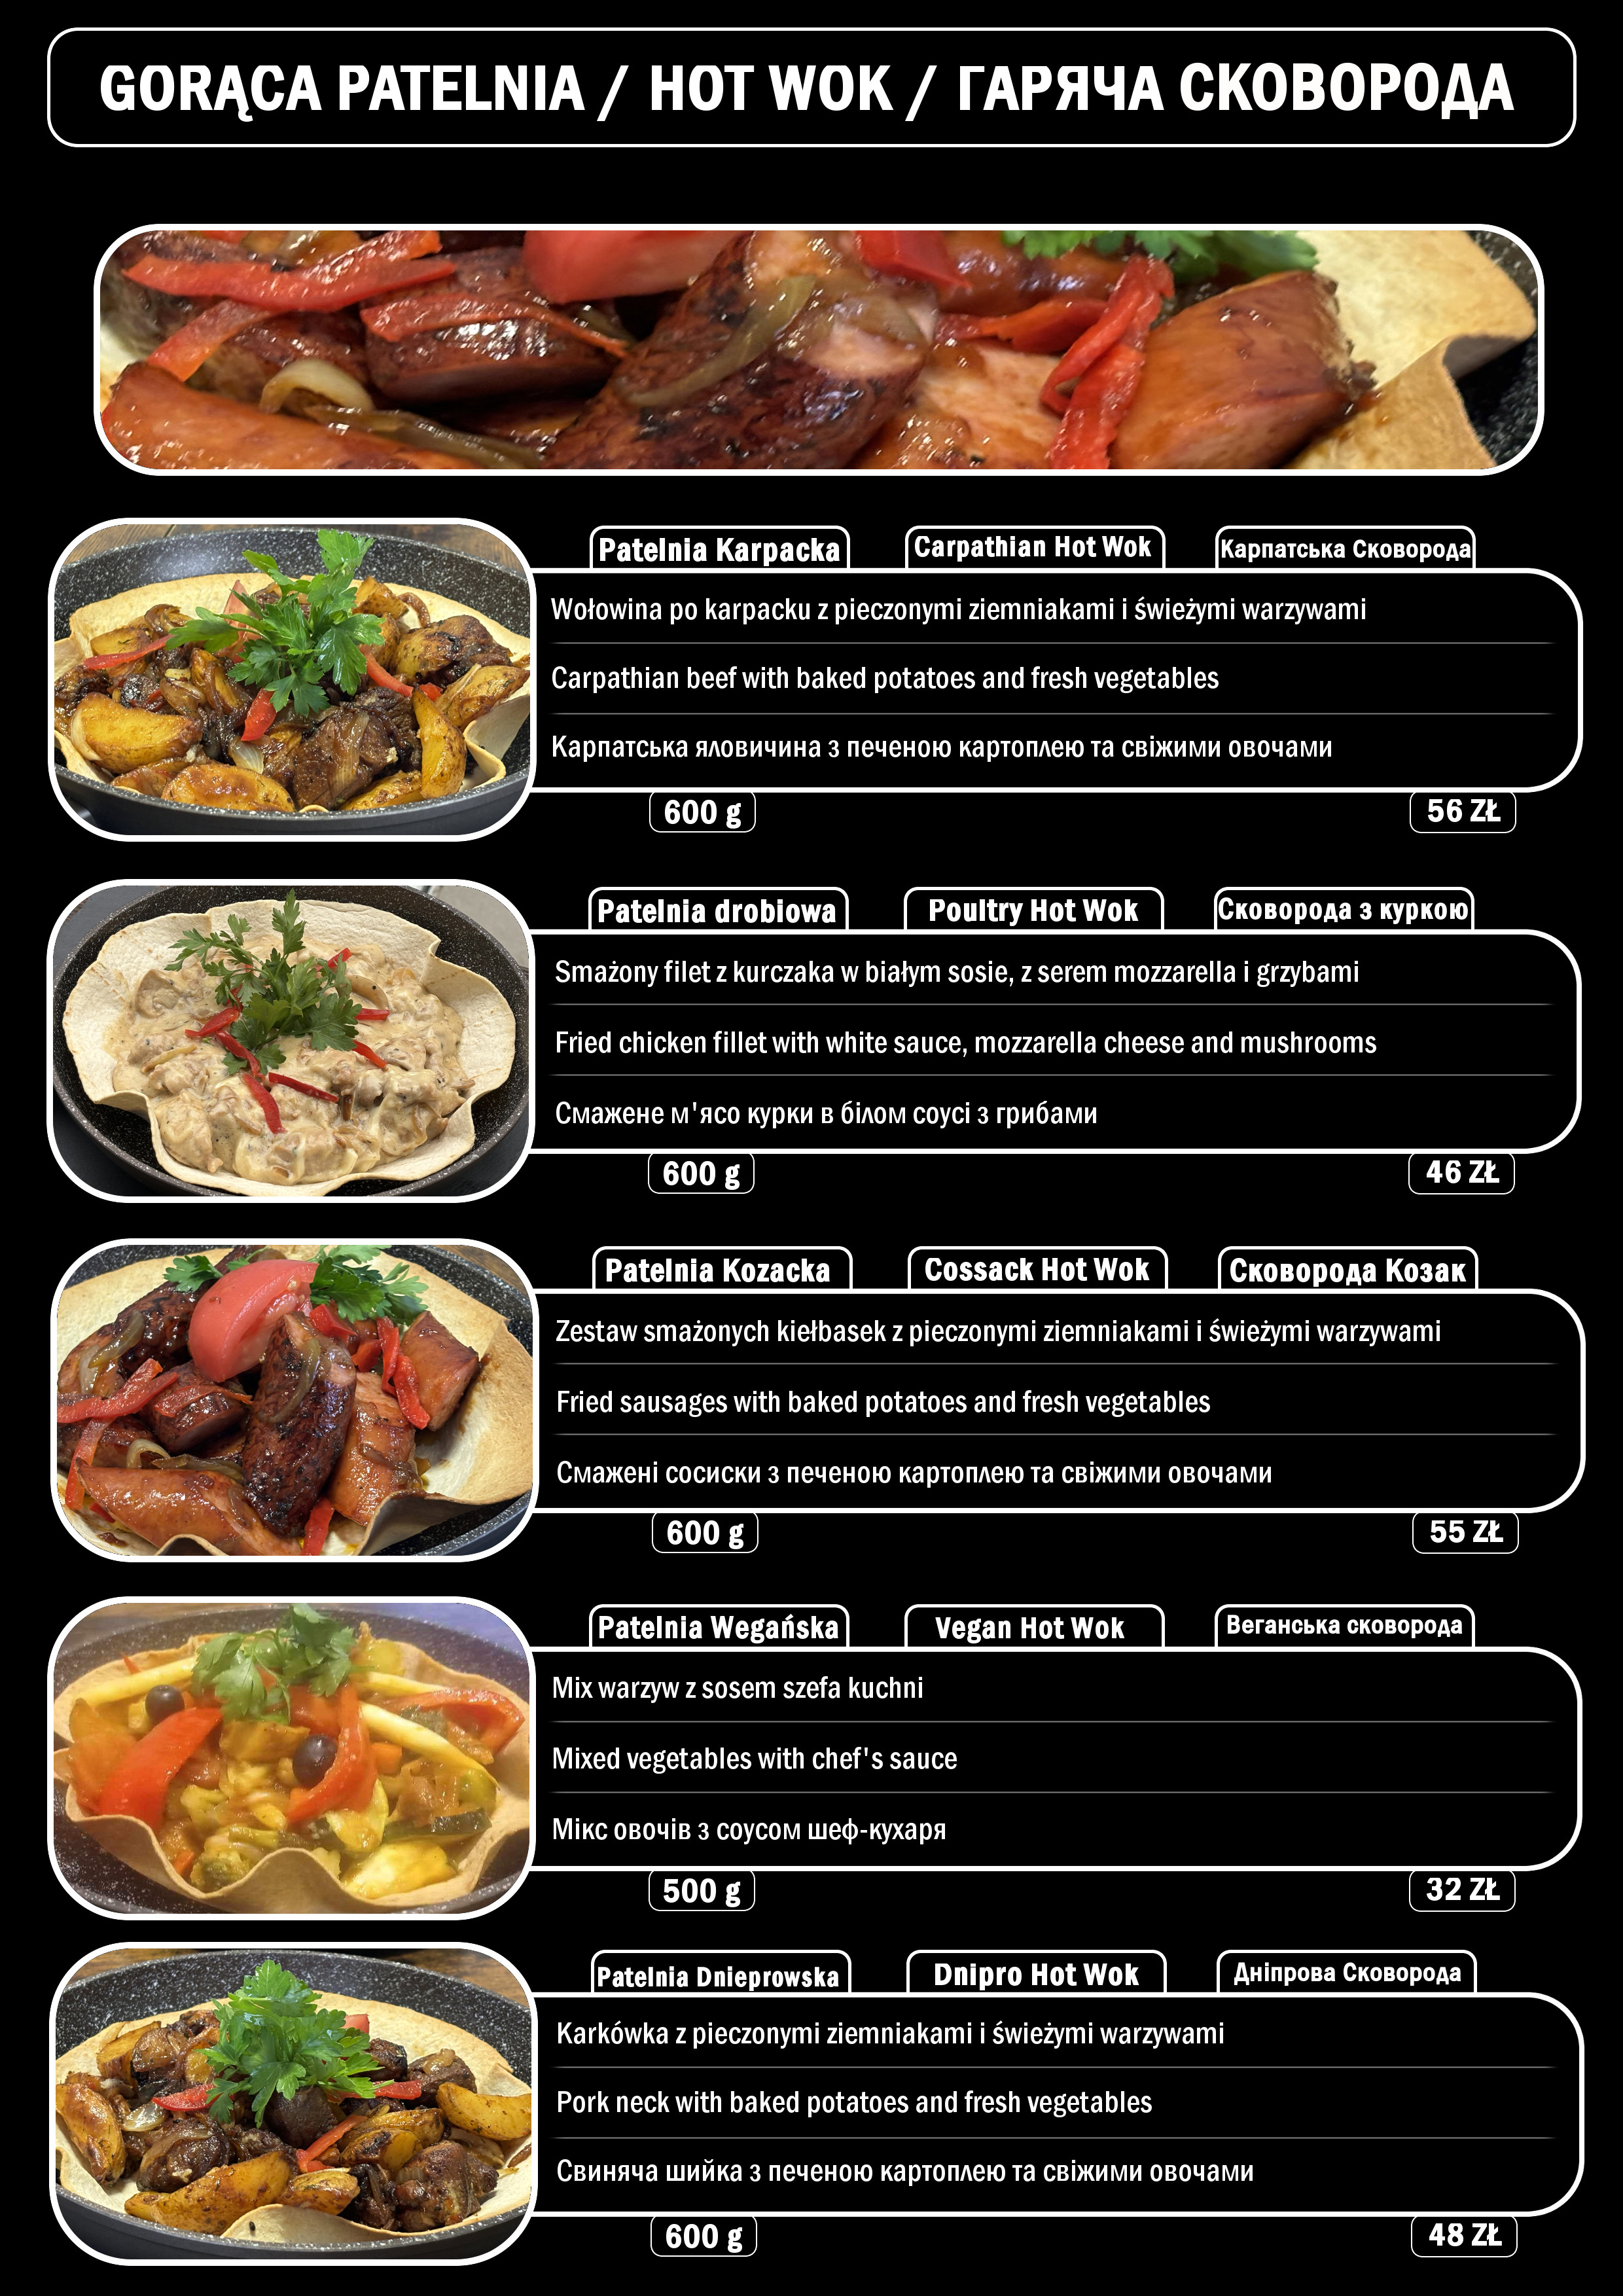 GORĄCA PATELNIA / HOT WOK / ГАРЯЧА СКОВОРОДА
Patelnia Karpacka Carpathian Hot Wok Карпатська Сковорода
Wołowina po karpacku z pieczonymi ziemniakami i świeżymi warzywami
Carpathian beef with baked potatoes and fresh vegetables
Карпатська яловичина з печеною картоплею та свіжими овочами
600 g 56 ZŁ
Patelnia drobiowa Poultry Hot Wok Сковорода з куркою
Smażony filet z kurczaka w białym sosie, z serem mozzarella i grzybami
Fried chicken fillet with white sauce, mozzarella cheese and mushrooms
Смажене м'ясо курки в білом соусі з грибами
600 g 46 ZŁ
Patelnia Kozacka Cossack Hot Wok Сковорода Козак
Zestaw smażonych kiełbasek z pieczonymi ziemniakami i świeżymi warzywami
Fried sausages with baked potatoes and fresh vegetables
Смажені сосиски з печеною картоплею та свіжими овочами
600 g 55 ZŁ
Patelnia Wegańska Vegan Hot Wok Веганська сковорода
Mix warzyw z sosem szefa kuchni
Mixed vegetables with chef's sauce
Мікс овочів з соусом шеф-кухаря
500 g 32 ZŁ
Patelnia Dnieprowska Dnipro Hot Wok Дніпрова Сковорода
Karkówka z pieczonymi ziemniakami i świeżymi warzywami
Pork neck with baked potatoes and fresh vegetables
Свиняча шийка з печеною картоплею та свіжими овочами
600 g 48 ZŁ